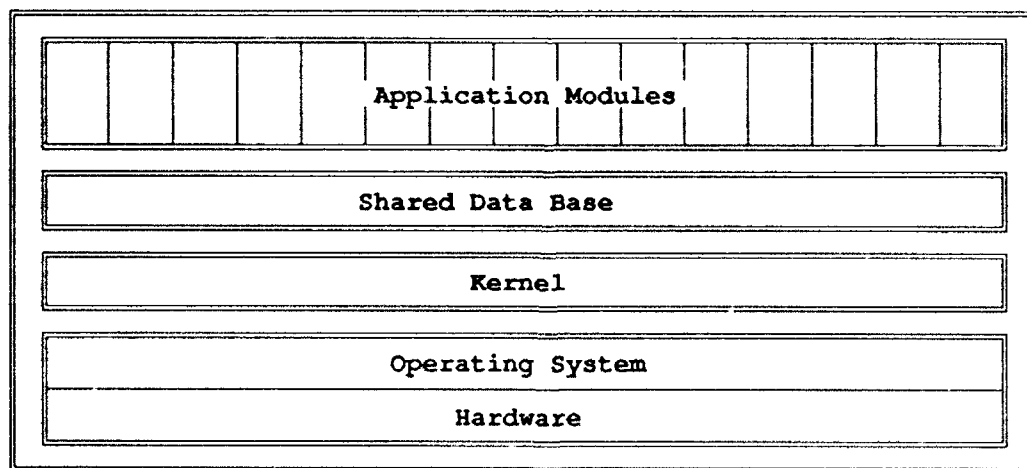 Application Modules
Shared Data Base
Kernel
Operating System
Hardware